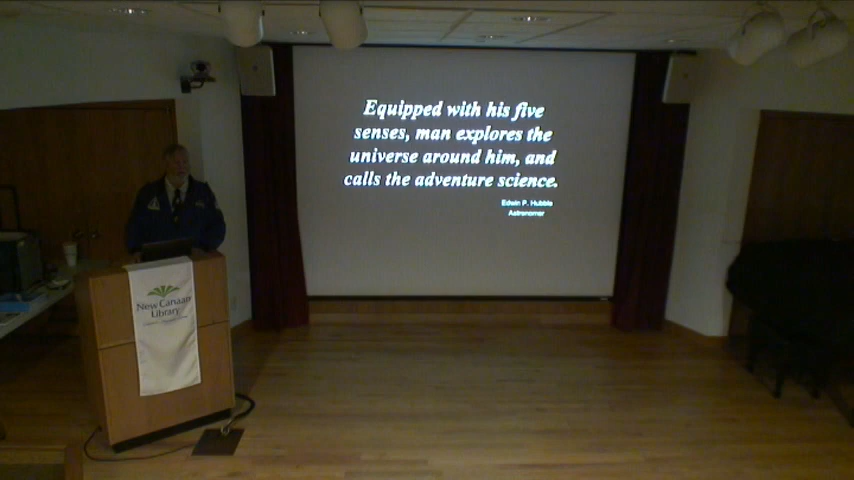 Equipped with his five
senses, man explores the
universe around him, and
calls the adventure science.
Edwin P. Hubble
Astronomer
New Canaan
Library